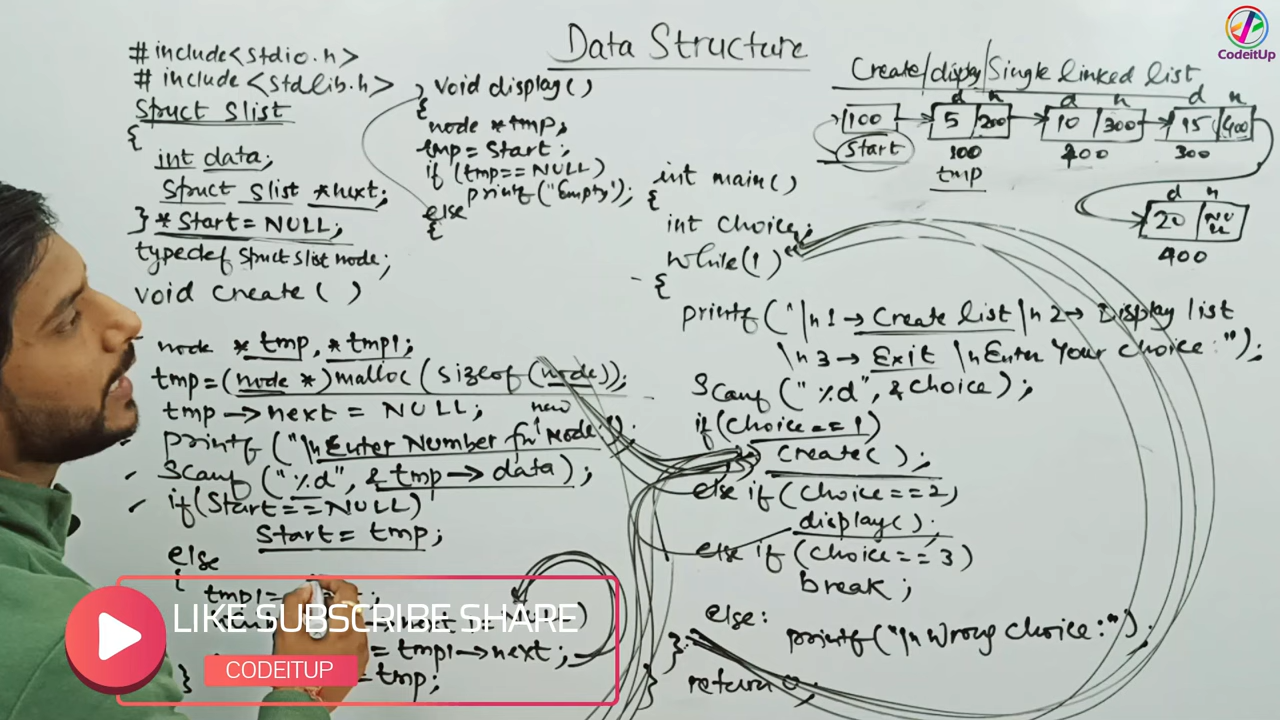 Data Structure
CodeitUp
#include<stdio.h>
#include<stdlib.h>
Struct Slist
{
int data;
Struct Slist *next;
} *Start=NULL;
typedef struct slist node;
void create ( )
node *tmp, *tmp1;
tmp=(node *)malloc(sizeof(node));
tmp→next = NULL;
new
printf("\nEnter Number for Node:");
Scanf("%d", &tmp→data);
if(Start==NULL)
Start=tmp;
else
{
tmp1=
= tmp1→next;
=tmp;
}
void display()
{
node *tmp;
tmp=Start;
if (tmp==NULL)
printf("Empty");
else
{
int main()
{
int choice;
while(1)
{
printf("\n1→Create list\n2→Display list
\n3→Exit \nEnter Your choice:");
Scanf("%d", &choice);
if(choice==1)
Create( );
else if(choice==2)
display();
else if(choice==3)
break;
else:
printf("\nWrong choice:");
}
return 0;
}
Create/display/Single linked list
d n d n d n
100 5 200 10 300 15 400
Start 100 200 300
tmp
d n
20 NULL
400
LIKE SUBSCRIBE SHARE
CODEITUP